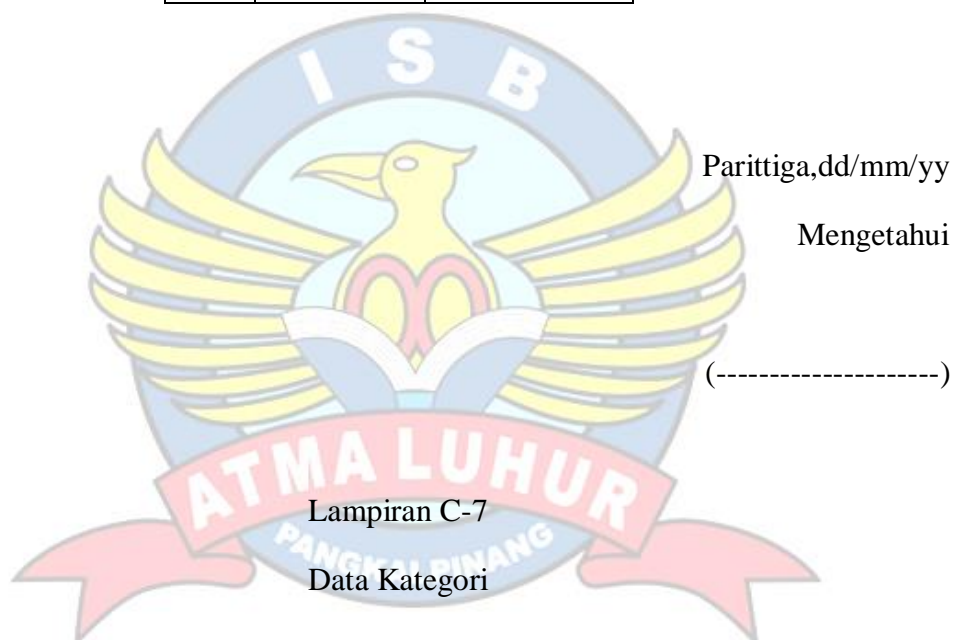 I S B
Parittiga,dd/mm/yy
Mengetahui
(---------------------)
ATMA LUHUR
Lampiran C-7
PANGKALPINANG
Data Kategori